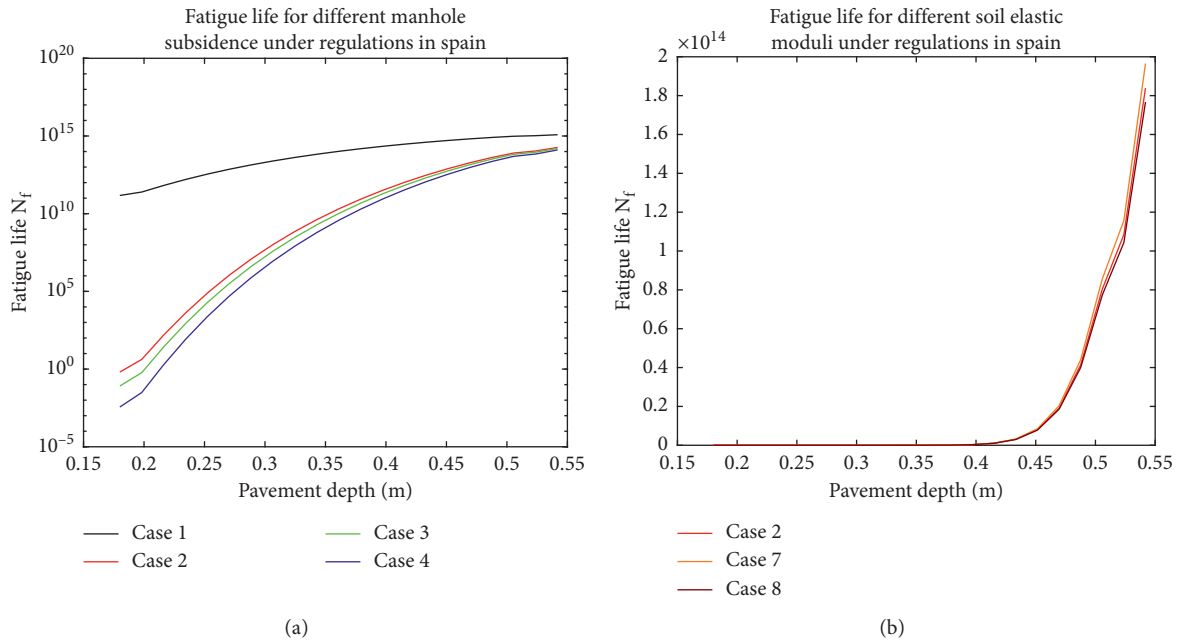 Fatigue life for different manhole
subsidence under regulations in spain
10^20
10^15
10^10
10^5
10^0
10^-5
Fatigue life N_f
0.15 0.2 0.25 0.3 0.35 0.4 0.45 0.5 0.55
Pavement depth (m)
Case 1
Case 2
Case 3
Case 4
(a)
Fatigue life for different soil elastic
moduli under regulations in spain
×10^14
2
1.8
1.6
1.4
1.2
1
0.8
0.6
0.4
0.2
0
Fatigue life N_f
0.15 0.2 0.25 0.3 0.35 0.4 0.45 0.5 0.55
Pavement depth (m)
Case 2
Case 7
Case 8
(b)